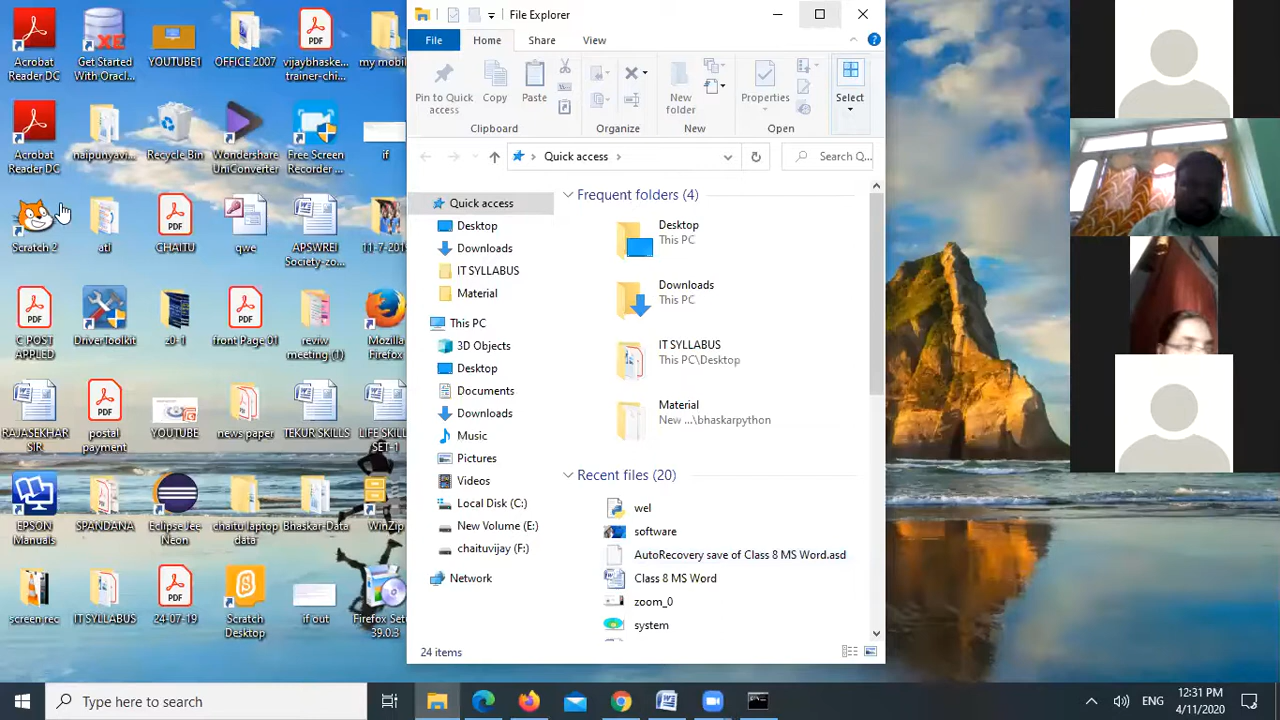 Acrobat Reader DC
Get Started With Oracl...
YOUTUBE1
OFFICE 2007
vijaybhaske... trainer-chi...
my mobil
Acrobat Reader DC
naipunyavi...
Recycle Bin
Wondershare UniConverter
Free Screen Recorder ...
if
Scratch 2
atl
CHAITU
qwe
APSWREI Society-zo...
11-7-201
C POST APPLED
DriverToolkit
z0-1
front Page 01
reviw meeting (1)
Mozilla Firefox
RAJASEKHAR SIR
postal payment
YOUTUBE
news paper
TEKUR SKILLS
LIFE SKILL SET-1
EPSON Manuals
SPANDANA
EclipseJee Neon
chaitu laptop data
Bhaskar-Data
WinZip
screen rec
IT SYLLABUS
24-07-19
Scratch Desktop
if out
Firefox Setu 39.0.3
File Explorer
File
Home
Share
View
Pin to Quick access
Copy
Paste
New folder
Properties
Select
Clipboard
Organize
New
Open
Quick access
Search Q...
Quick access
Desktop
Downloads
IT SYLLABUS
Material
This PC
3D Objects
Desktop
Documents
Downloads
Music
Pictures
Videos
Local Disk (C:)
New Volume (E:)
chaituvijay (F:)
Network
Frequent folders (4)
Desktop
This PC
Downloads
This PC
IT SYLLABUS
This PC\Desktop
Material
New ...\bhaskarpython
Recent files (20)
wel
software
AutoRecovery save of Class 8 MS Word.asd
Class 8 MS Word
zoom_0
system
24 items
Type here to search
ENG
12:31 PM
4/11/2020